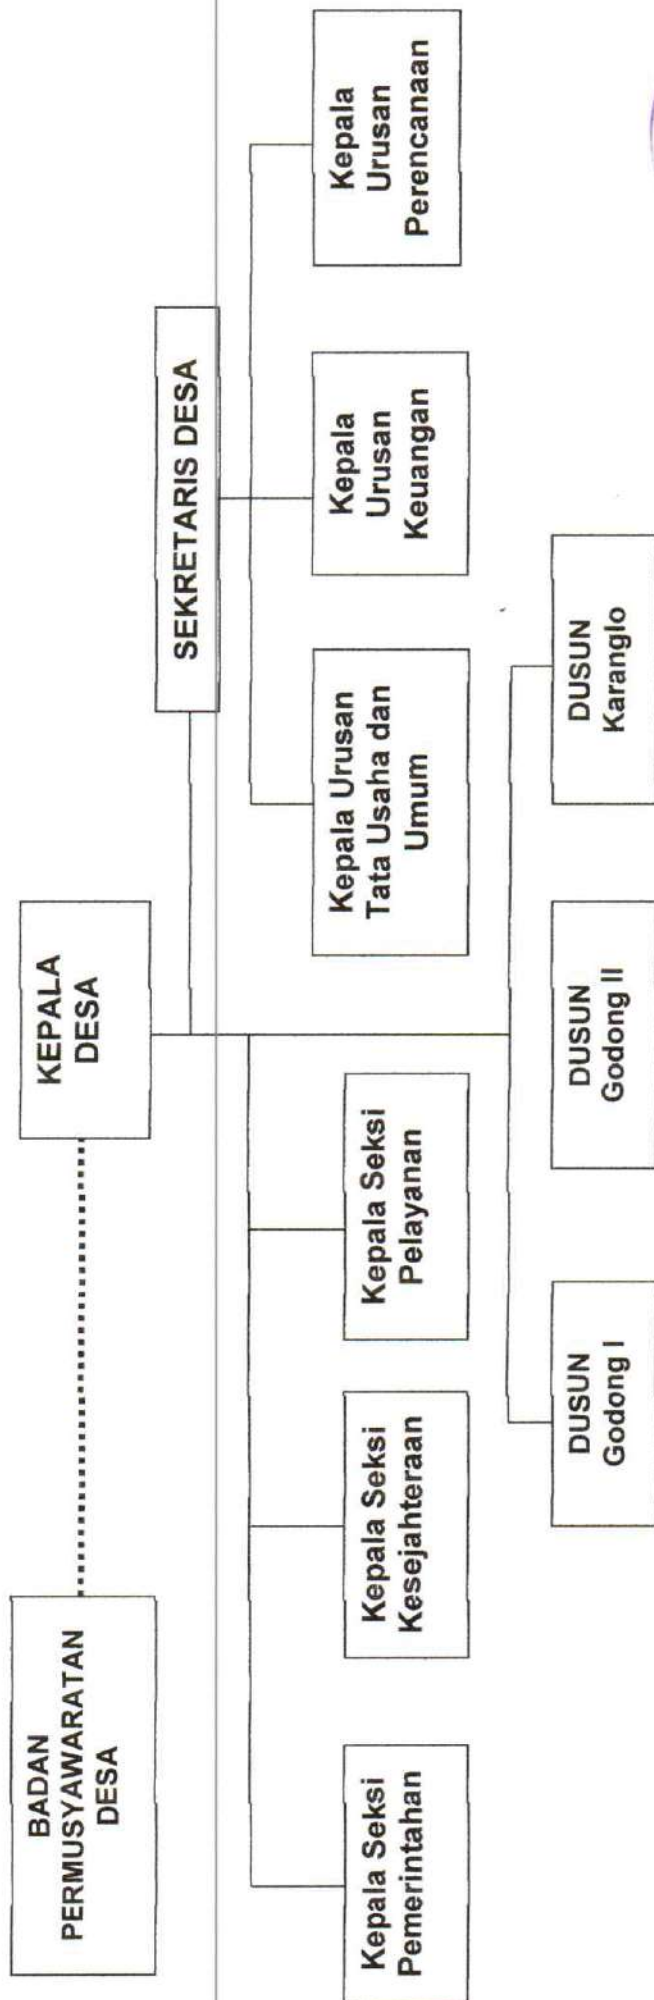 BADAN
PERMUSYAWARATAN
DESA
KEPALA
DESA
SEKRETARIS DESA
Kepala Seksi
Pemerintahan
Kepala Seksi
Kesejahteraan
Kepala Seksi
Pelayanan
Kepala Urusan
Tata Usaha dan
Umum
Kepala
Urusan
Keuangan
Kepala
Urusan
Perencanaan
DUSUN
Godong I
DUSUN
Godong II
DUSUN
Karanglo